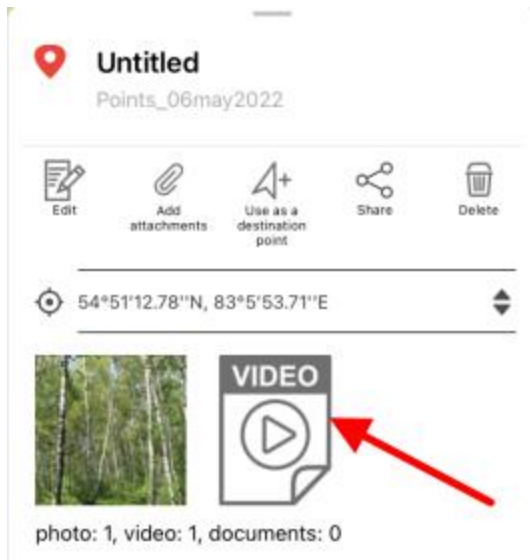 Untitled
Points_06may2022
Edit
Add
attachments
Use as a
destination
point
Share
Delete
54°51'12.78''N, 83°5'53.71''E
VIDEO
photo: 1, video: 1, documents: 0